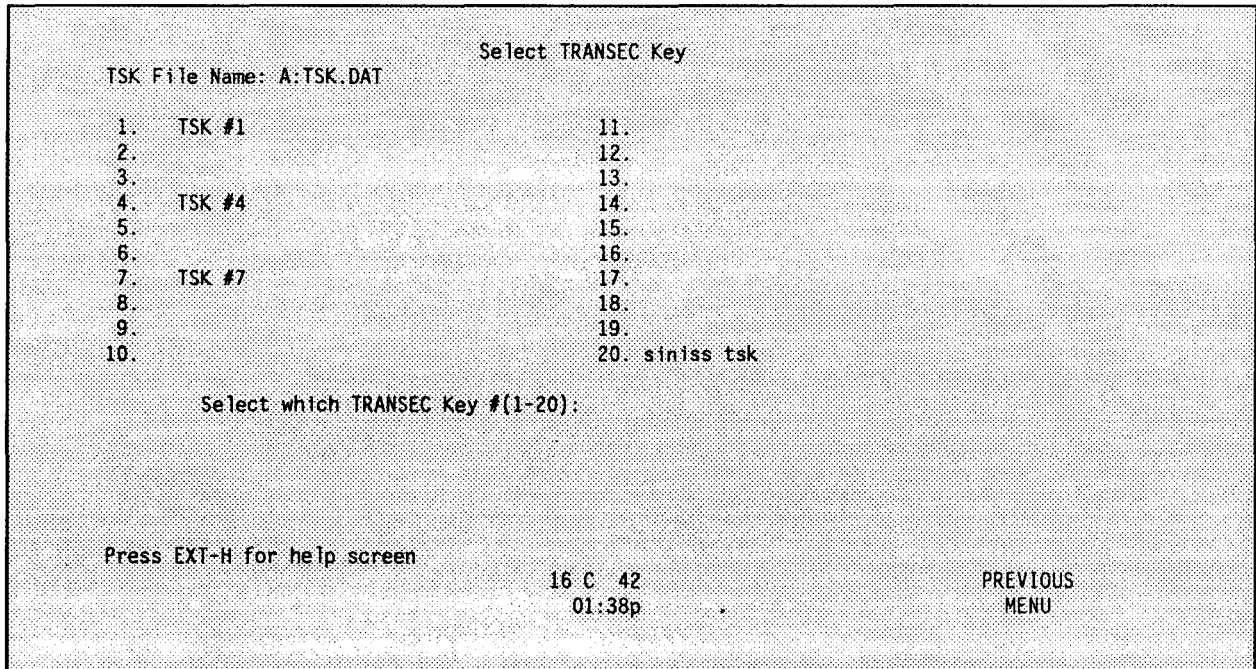 Select TRANSEC Key
TSK File Name: A:TSK.DAT
1. TSK #1 11.
2. 12.
3. 13.
4. TSK #4 14.
5. 15.
6. 16.
7. TSK #7 17.
8. 18.
9. 19.
10. 20. siniss tsk
Select which TRANSEC Key #(1-20):
Press EXT-H for help screen
16 C 42 PREVIOUS
01:38p MENU